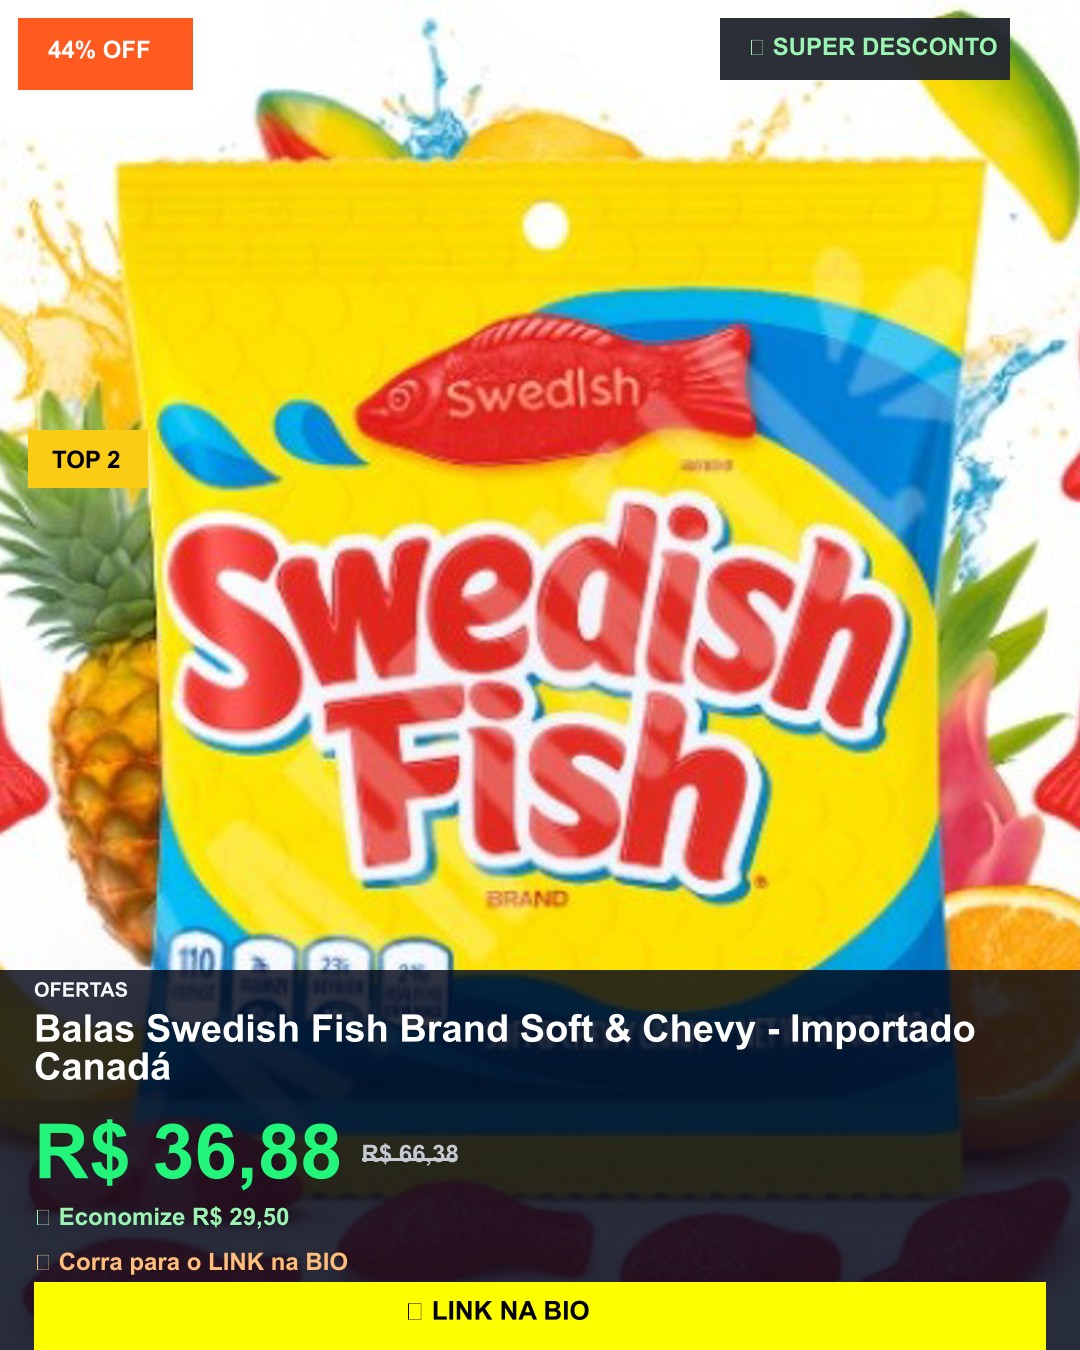 44% OFF
SUPER DESCONTO
SwedIsh
TOP 2
Swedish
Fish
BRAND
110
OFERTAS
Balas Swedish Fish Brand Soft & Chevy - Importado
Canadá
R$ 36,88 R$ 66,38
Economize R$ 29,50
Corra para o LINK na BIO
LINK NA BIO